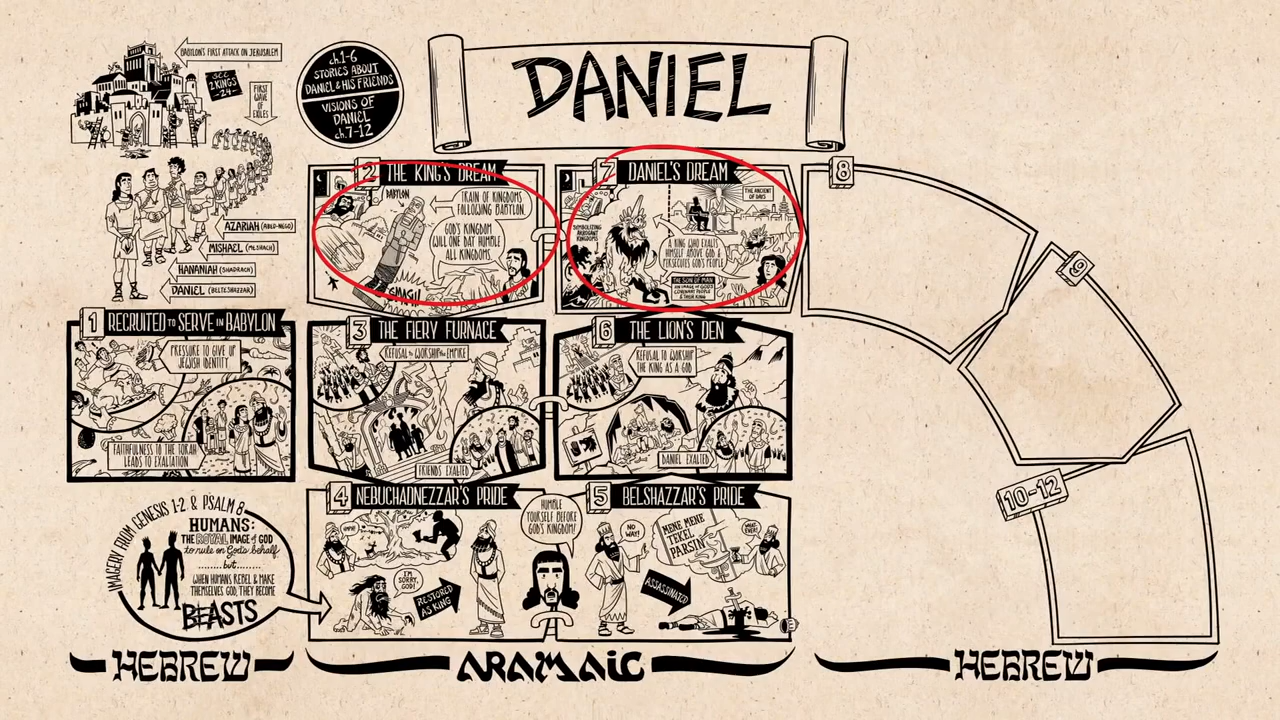 DANIEL
BABYLON'S FIRST ATTACK ON JERUSALEM
SEE
2 KINGS
-24-
FIRST
WAVE
OF
EXILES
ch.1-6
STORIES ABOUT
DANIEL & HIS FRIENDS
VISIONS OF
DANIEL
ch.7-12
AZARIAH (ABED-NEGO)
MISHAEL (MESHACH)
HANANIAH (SHADRACH)
DANIEL (BELTESHAZZAR)
1 RECRUITED TO SERVE IN BABYLON
PRESSURE TO GIVE UP
JEWISH IDENTITY
FAITHFULNESS TO THE TORAH
LEADS TO EXALTATION
2 THE KING'S DREAM
BABYLON
TRAIN OF KINGDOMS
FOLLOWING BABYLON
GOD'S KINGDOM
WILL ONE DAY HUMBLE
ALL KINGDOMS
SMASH!
7 DANIEL'S DREAM
THE ANCIENT
OF DAYS
SYMBOLIZING
ARROGANT
KINGDOMS
A KING WHO EXALTS
HIMSELF ABOVE GOD &
PERSECUTES GOD'S PEOPLE
THE SON OF MAN
AN IMAGE OF GOD'S
COVENANT PEOPLE
& THEIR KING
3 THE FIERY FURNACE
REFUSAL TO WORSHIP THE EMPIRE
FRIENDS EXALTED
6 THE LION'S DEN
REFUSAL TO WORSHIP
THE KING AS A GOD
DANIEL EXALTED
4 NEBUCHADNEZZAR'S PRIDE
I'M
SORRY,
GOD!
RESTORED
AS KING
HUMBLE
YOURSELF BEFORE
GOD'S KINGDOM!
5 BELSHAZZAR'S PRIDE
NO
WAY!
MENE MENE
TEKEL
PARSIN
ASSASSINATED
IMAGERY FROM GENESIS 1-2 & PSALM 8
HUMANS:
THE ROYAL IMAGE of GOD
to rule on God's behalf
........but........
WHEN HUMANS REBEL & MAKE
THEMSELVES GOD, THEY BECOME
BEASTS
8
9
10-12
HEBREW
ARAMAIC
HEBREW